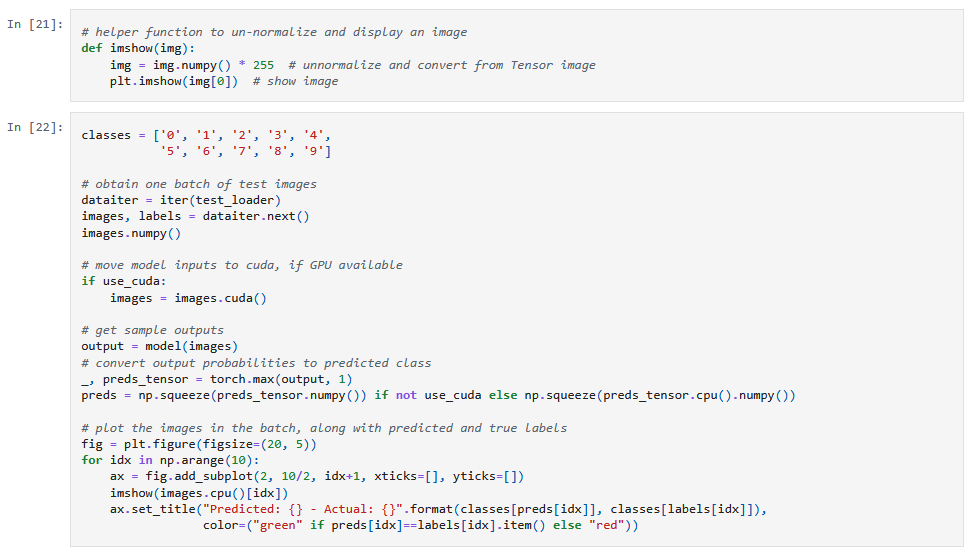 In [21]:
# helper function to un-normalize and display an image
def imshow(img):
    img = img.numpy() * 255  # unnormalize and convert from Tensor image
    plt.imshow(img[0])  # show image
In [22]:
classes = ['0', '1', '2', '3', '4',
           '5', '6', '7', '8', '9']

# obtain one batch of test images
dataiter = iter(test_loader)
images, labels = dataiter.next()
images.numpy()

# move model inputs to cuda, if GPU available
if use_cuda:
    images = images.cuda()

# get sample outputs
output = model(images)
# convert output probabilities to predicted class
_, preds_tensor = torch.max(output, 1)
preds = np.squeeze(preds_tensor.numpy()) if not use_cuda else np.squeeze(preds_tensor.cpu().numpy())

# plot the images in the batch, along with predicted and true labels
fig = plt.figure(figsize=(20, 5))
for idx in np.arange(10):
    ax = fig.add_subplot(2, 10/2, idx+1, xticks=[], yticks=[])
    imshow(images.cpu()[idx])
    ax.set_title("Predicted: {} - Actual: {}".format(classes[preds[idx]], classes[labels[idx]]),
                 color=("green" if preds[idx]==labels[idx].item() else "red"))